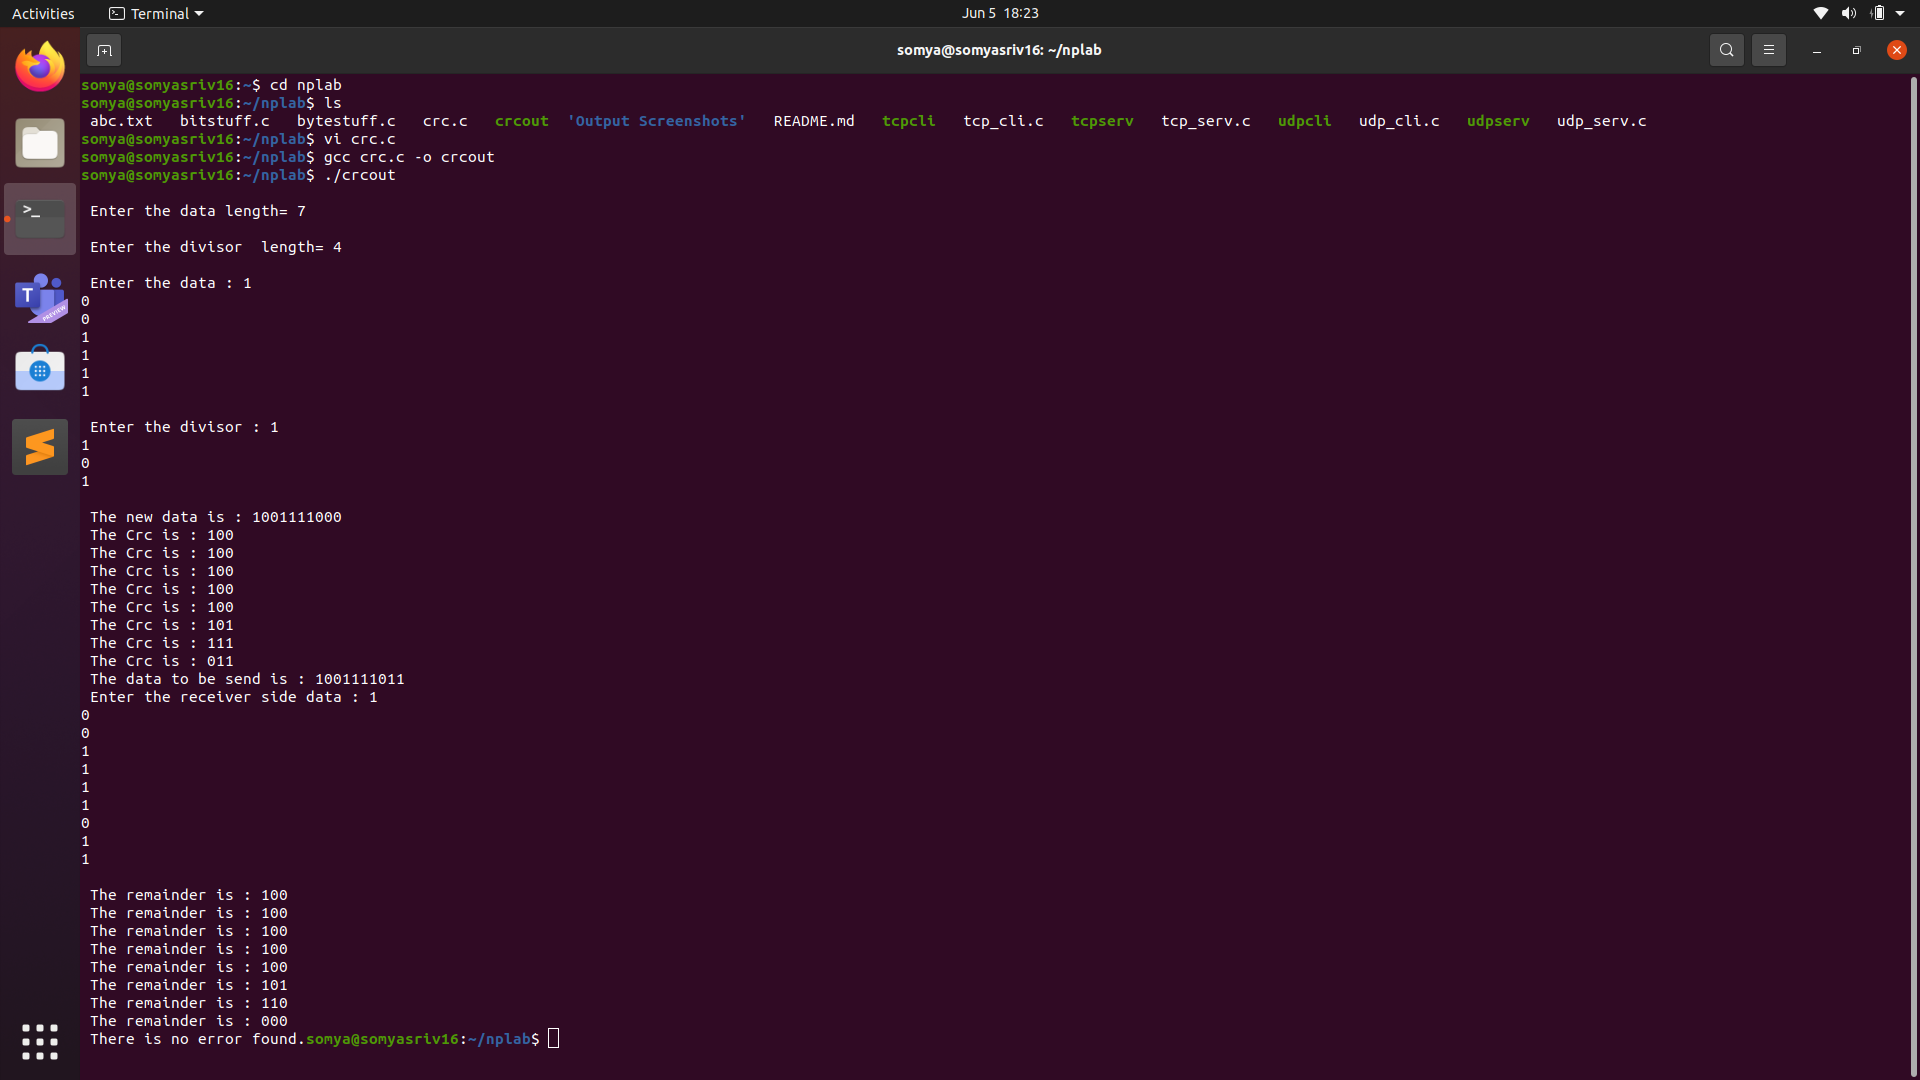 Activities Terminal Jun 5 18:23
somya@somyasriv16: ~/nplab
somya@somyasriv16:~$ cd nplab
somya@somyasriv16:~/nplab$ ls
abc.txt bitstuff.c bytestuff.c crc.c crcout 'Output Screenshots' README.md tcpcli tcp_cli.c tcpserv tcp_serv.c udpcli udp_cli.c udpserv udp_serv.c
somya@somyasriv16:~/nplab$ vi crc.c
somya@somyasriv16:~/nplab$ gcc crc.c -o crcout
somya@somyasriv16:~/nplab$ ./crcout
Enter the data length= 7
Enter the divisor  length= 4
Enter the data : 1
0
0
1
1
1
1
Enter the divisor : 1
1
0
1
The new data is : 1001111000
The Crc is : 100
The Crc is : 100
The Crc is : 100
The Crc is : 100
The Crc is : 100
The Crc is : 101
The Crc is : 111
The Crc is : 011
The data to be send is : 1001111011
Enter the receiver side data : 1
0
0
1
1
1
1
0
1
1
The remainder is : 100
The remainder is : 100
The remainder is : 100
The remainder is : 100
The remainder is : 100
The remainder is : 101
The remainder is : 110
The remainder is : 000
There is no error found.somya@somyasriv16:~/nplab$
T
PREVIEW
>_